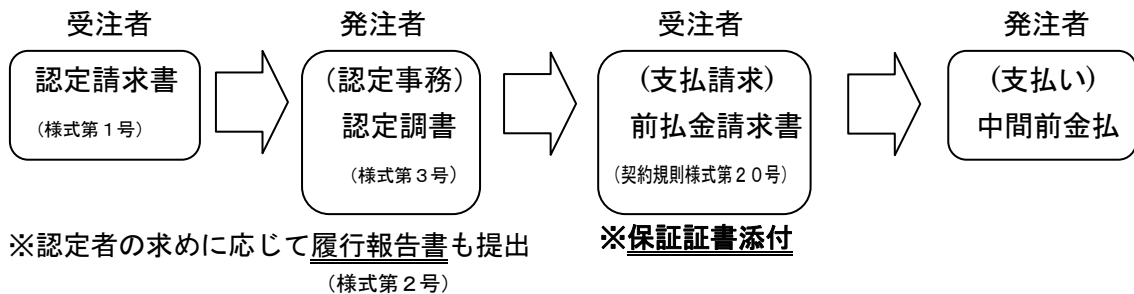 受注者
発注者
受注者
発注者
認定請求書
(様式第1号)
(認定事務)
認定調書
(様式第3号)
(支払請求)
前払金請求書
(契約規則様式第20号)
(支払い)
中間前金払
※認定者の求めに応じて履行報告書も提出
(様式第2号)
※保証証書添付